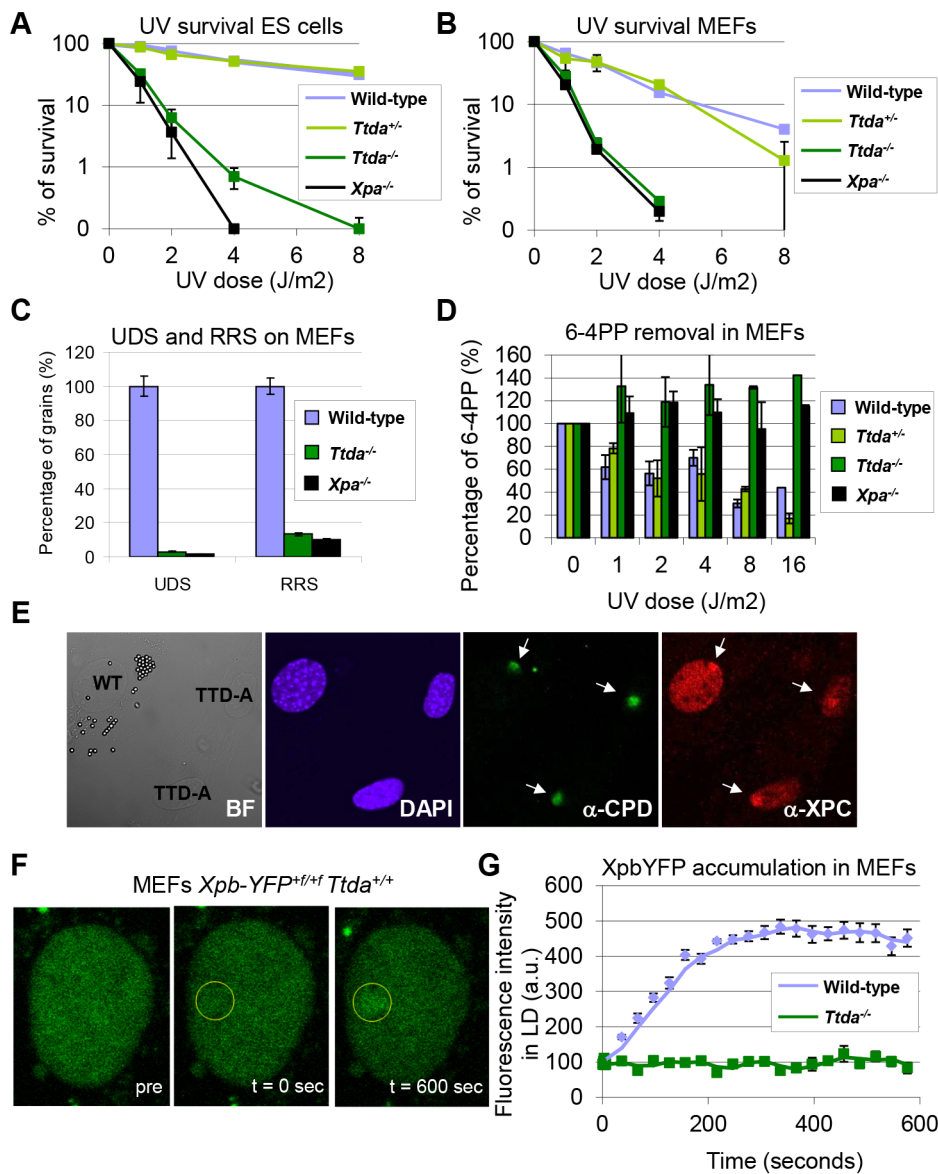 A
UV survival ES cells
% of survival
100
10
1
0
0 2 4 6 8
UV dose (J/m2)
Wild-type
Ttda+/-
Ttda-/-
Xpa-/-
B
UV survival MEFs
% of survival
100
10
1
0
0 2 4 6 8
UV dose (J/m2)
Wild-type
Ttda+/-
Ttda-/-
Xpa-/-
C
UDS and RRS on MEFs
Percentage of grains (%)
120
100
80
60
40
20
0
UDS RRS
Wild-type
Ttda-/-
Xpa-/-
D
6-4PP removal in MEFs
Percentage of 6-4PP (%)
160
140
120
100
80
60
40
20
0
0 1 2 4 8 16
UV dose (J/m2)
Wild-type
Ttda+/-
Ttda-/-
Xpa-/-
E
WT
TTD-A
TTD-A
BF
DAPI
α-CPD
α-XPC
F
MEFs Xpb-YFP+f/+f Ttda+/+
pre
t = 0 sec
t = 600 sec
G
XpbYFP accumulation in MEFs
Fluorescence intensity
in LD (a.u.)
600
500
400
300
200
100
0
0 200 400 600
Time (seconds)
Wild-type
Ttda-/-